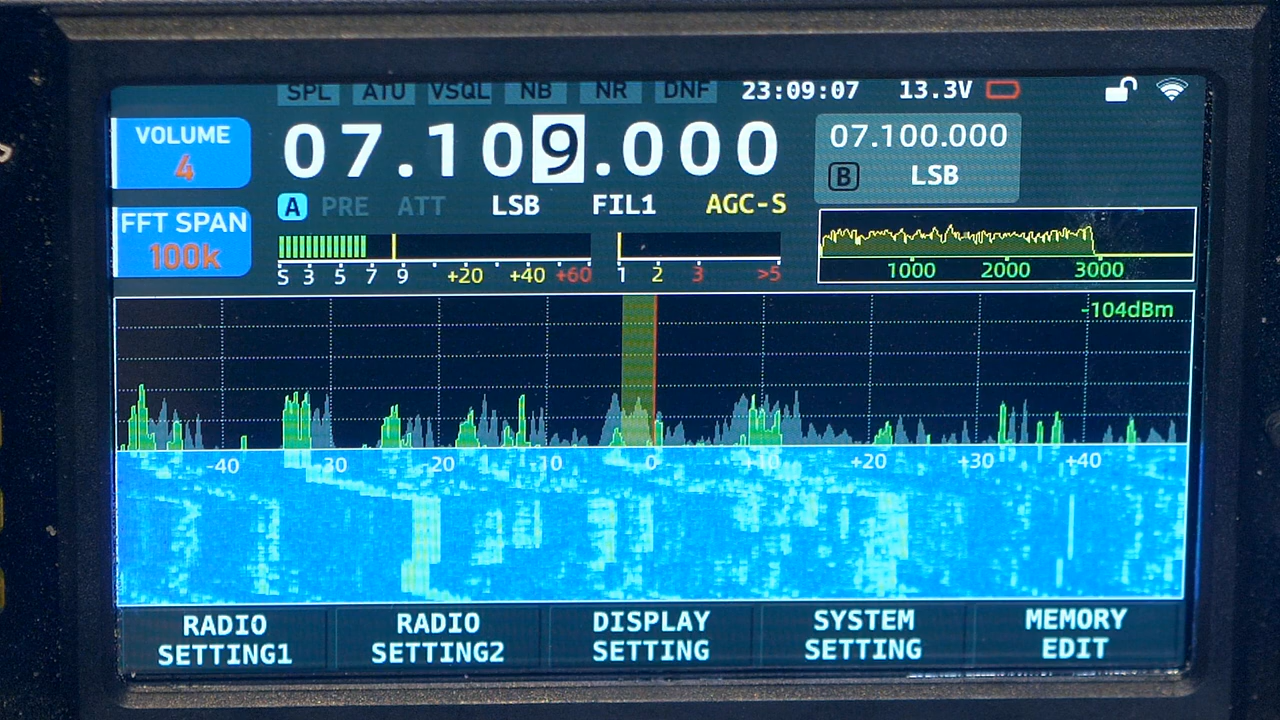 SPL ATU VSQL NB NR DNF 23:09:07 13.3V
VOLUME
4
07.109.000
07.100.000
B LSB
A PRE ATT LSB FIL1 AGC-S
FFT SPAN
100k
S 3 5 7 9 +20 +40 +60
1 2 3 >5
1000 2000 3000
-104dBm
-40 -30 -20 -10 0 +10 +20 +30 +40
RADIO SETTING1
RADIO SETTING2
DISPLAY SETTING
SYSTEM SETTING
MEMORY EDIT